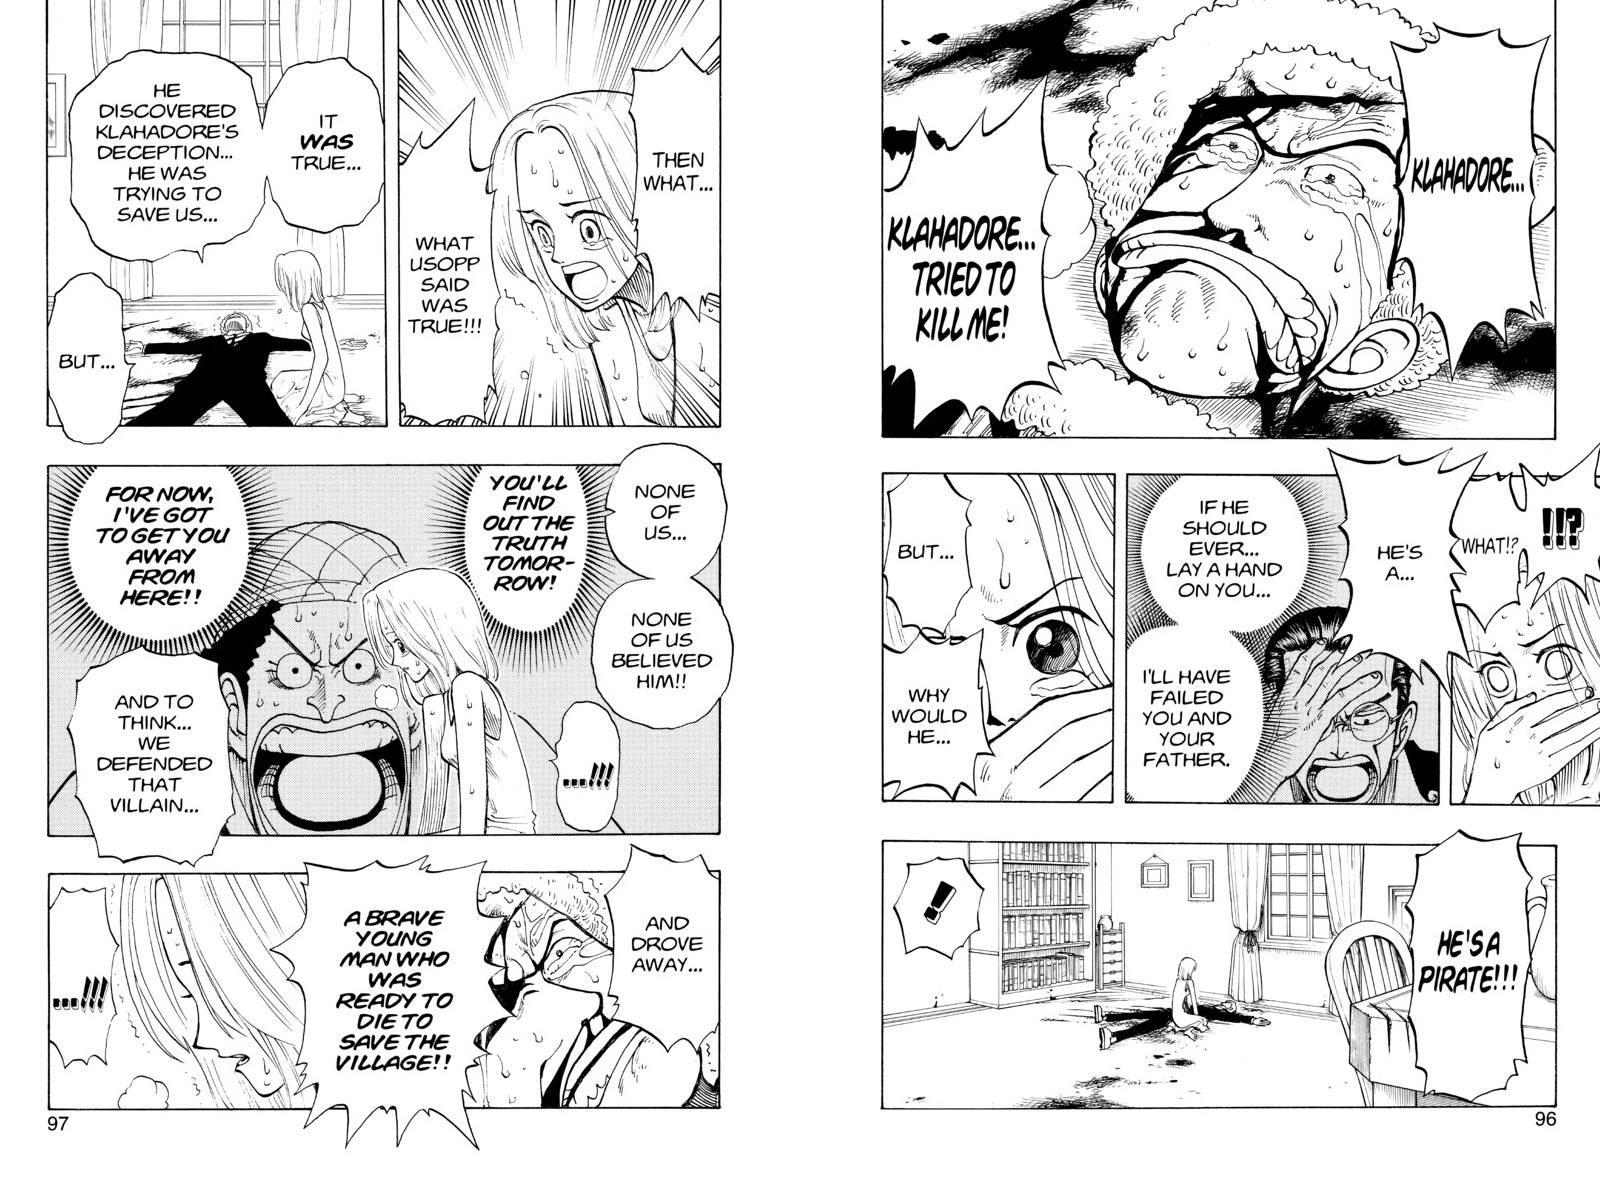 KLAHADORE...
KLAHADORE...
TRIED TO
KILL ME!
!!!?
WHAT!?
HE'S
A...
IF HE
SHOULD
EVER...
LAY A HAND
ON YOU...
I'LL HAVE
FAILED
YOU AND
YOUR
FATHER.
BUT...
WHY
WOULD
HE...
HE'S A
PIRATE!!!
!
96
THEN
WHAT...
WHAT
USOPP
SAID
WAS
TRUE!!!
IT
WAS
TRUE...
HE
DISCOVERED
KLAHADORE'S
DECEPTION...
HE WAS
TRYING TO
SAVE US...
BUT...
NONE
OF
US...
NONE
OF US
BELIEVED
HIM!!
YOU'LL
FIND
OUT THE
TRUTH
TOMOR-
ROW!
FOR NOW,
I'VE GOT
TO GET YOU
AWAY
FROM
HERE!!
...!!!
AND TO
THINK...
WE
DEFENDED
THAT
VILLAIN...
AND
DROVE
AWAY...
A BRAVE
YOUNG
MAN WHO
WAS
READY TO
DIE TO
SAVE THE
VILLAGE!!
...!!!
97